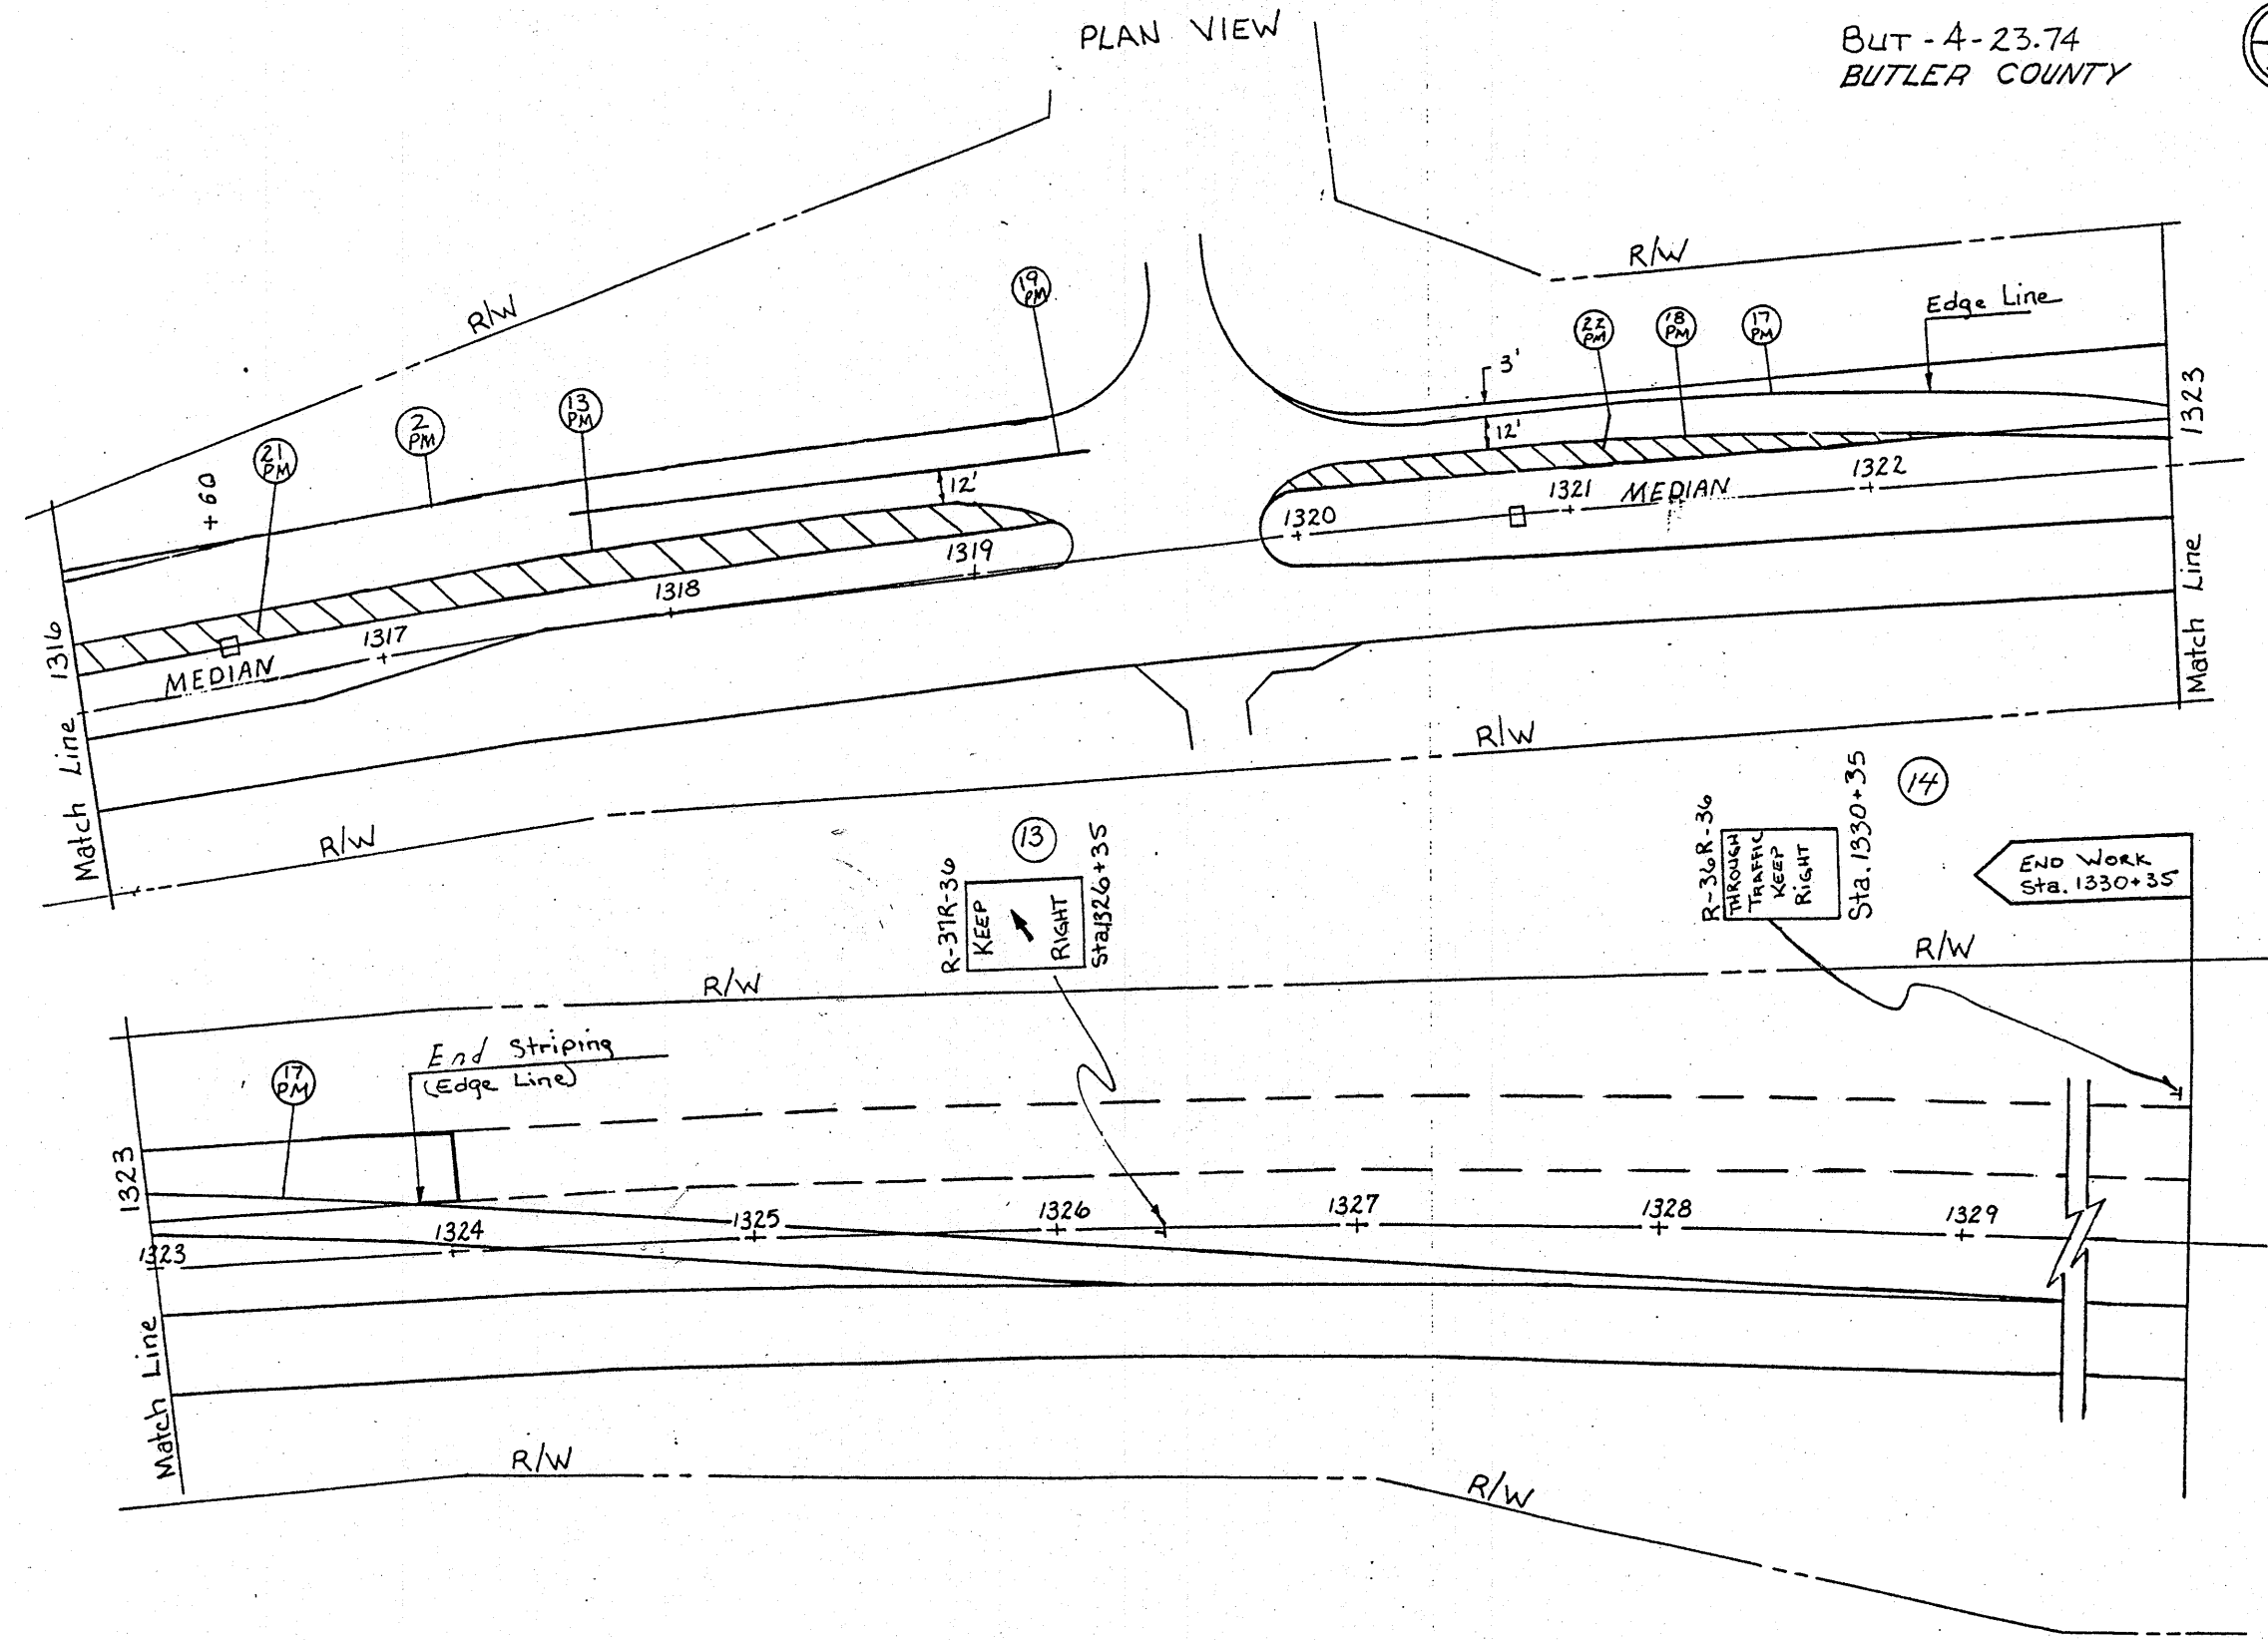 PLAN VIEW
BUT-4-23.74
BUTLER COUNTY
R/W
R/W
19
PM
Edge Line
22
PM
18
PM
17
PM
3'
2
PM
13
PM
21
PM
+60
12'
12'
1323
1322
1321
MEDIAN
1320
1319
1318
1317
1316
MEDIAN
Match Line
Match Line
R/W
R/W
13
R-37R-36
KEEP
RIGHT
Sta.1326+35
14
R-36R-36
THROUGH
TRAFFIC
KEEP
RIGHT
Sta. 1330+35
END WORK
Sta. 1330+35
R/W
R/W
End Striping
(Edge Line)
17
PM
1323
1323
1324
1325
1326
1327
1328
1329
Match Line
R/W
R/W